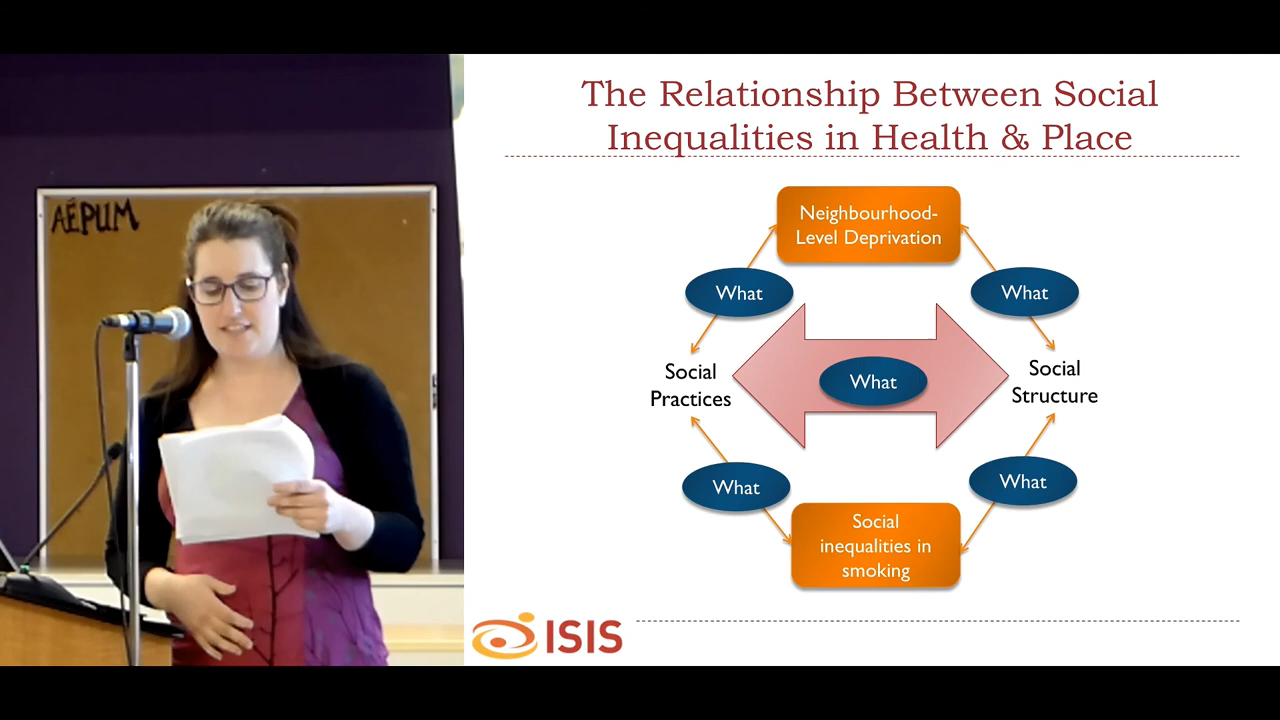 AÉPUM
The Relationship Between Social
Inequalities in Health & Place
Neighbourhood-
Level Deprivation
What
What
Social
Practices
What
Social
Structure
What
What
Social
inequalities in
smoking
ISIS